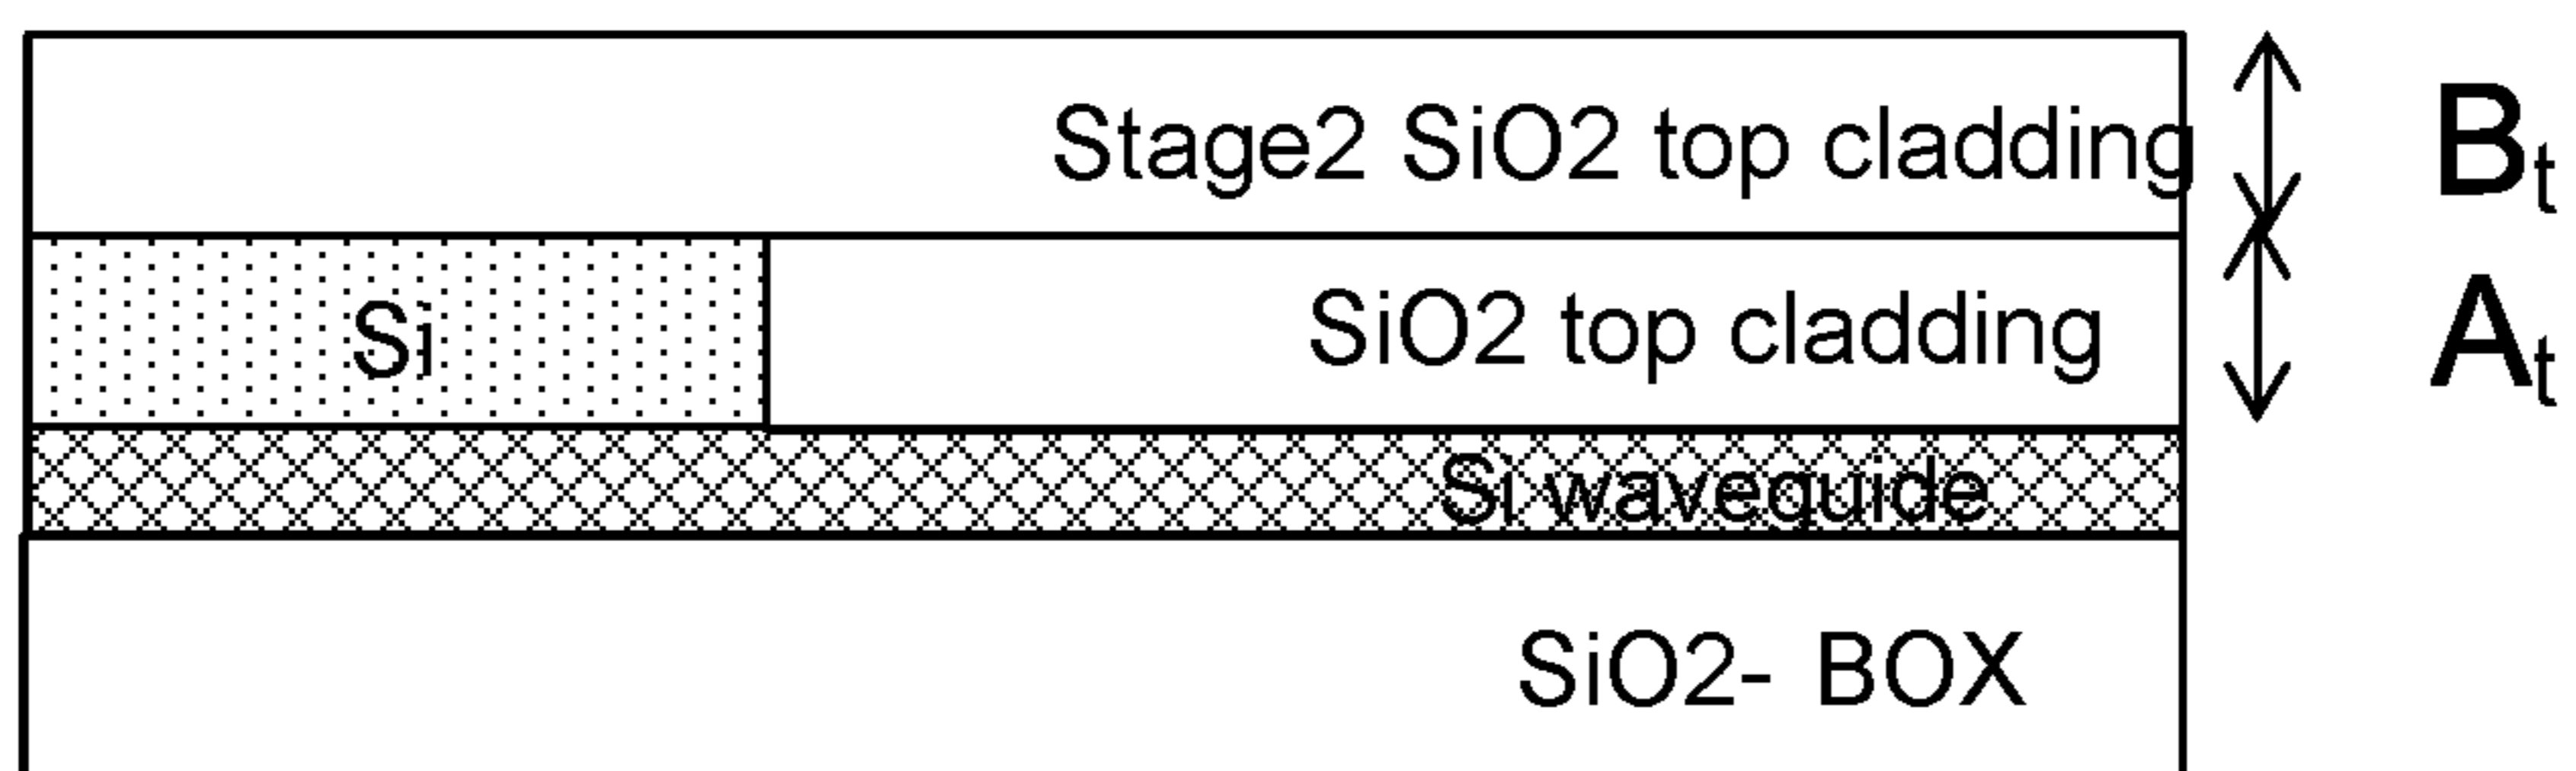 Stage2 SiO2 top cladding
Bt
Si
SiO2 top cladding
At
Si waveguide
SiO2- BOX